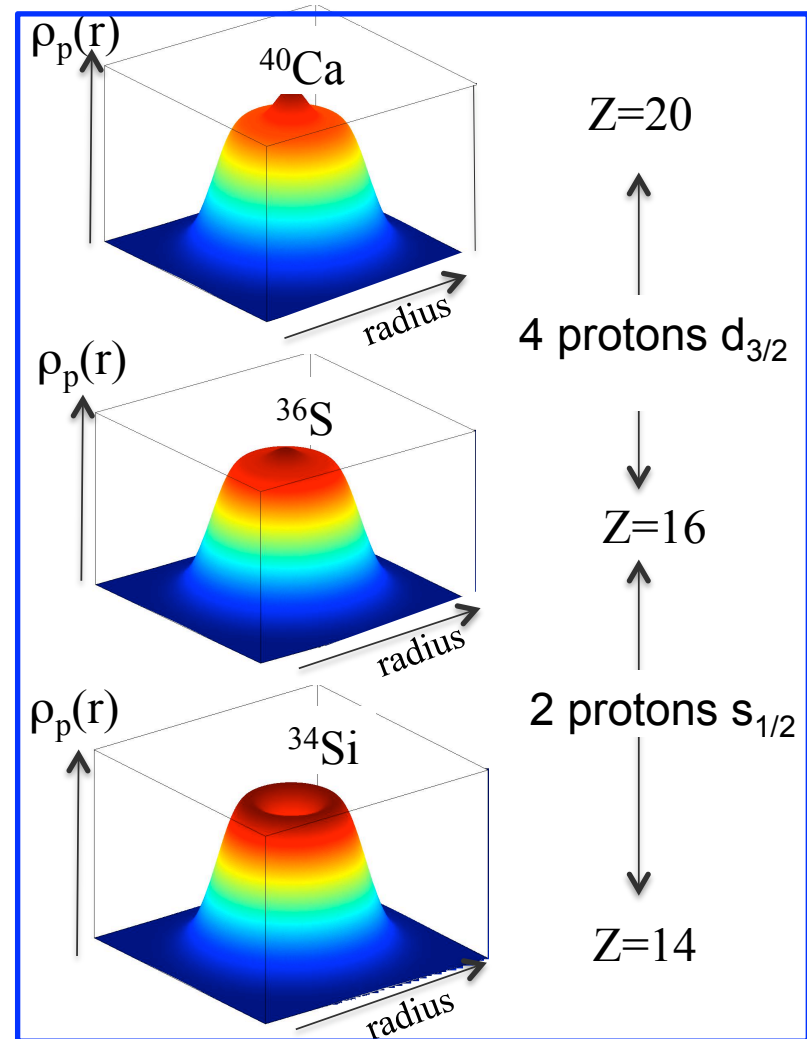 ρₚ(r)
⁴⁰Ca
Z=20
radius
4 protons d₃/₂
ρₚ(r)
³⁶S
Z=16
radius
2 protons s₁/₂
ρₚ(r)
³⁴Si
Z=14
radius